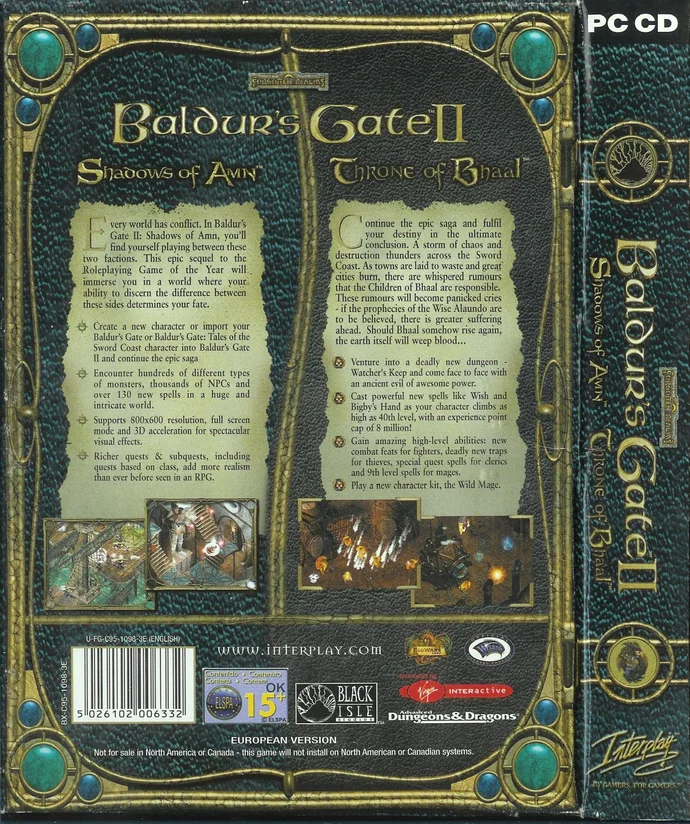 FORGOTTEN REALMS
Baldur's Gate II™
Shadows of Amn™
Throne of Bhaal™
Every world has conflict. In Baldur's
Gate II: Shadows of Amn, you'll
find yourself playing between these
two factions. This epic sequel to the
Roleplaying Game of the Year will
immerse you in a world where your
ability to discern the difference between
these sides determines your fate.
Create a new character or import your
Baldur's Gate or Baldur's Gate: Tales of the
Sword Coast character into Baldur's Gate
II and continue the epic saga
Encounter hundreds of different types
of monsters, thousands of NPCs and
over 130 new spells in a huge and
intricate world.
Supports 800x600 resolution, full screen
mode and 3D acceleration for spectacular
visual effects.
Richer quests & subquests, including
quests based on class, add more realism
than ever before seen in an RPG.
Continue the epic saga and fulfil
your destiny in the ultimate
conclusion. A storm of chaos and
destruction thunders across the Sword
Coast. As towns are laid to waste and great
cities burn, there are whispered rumours
that the Children of Bhaal are responsible.
These rumours will become panicked cries
- if the prophecies of the Wise Alaundo are
to be believed, there is greater suffering
ahead. Should Bhaal somehow rise again,
the earth itself will weep blood...
Venture into a deadly new dungeon -
Watcher's Keep and come face to face with
an ancient evil of awesome power.
Cast powerful new spells like Wish and
Bigby's Hand as your character climbs as
high as 40th level, with an experience point
cap of 8 million!
Gain amazing high-level abilities: new
combat feats for fighters, deadly new traps
for thieves, special quest spells for clerics
and 9th level spells for mages.
Play a new character kit, the Wild Mage.
U-FG-C95-1098-3E (ENGLISH)
BX-C95-1098-3E
5 026102 006332
www.interplay.com
Contenido • Contenuto
Contenu • Content
ELSPA
OK
15+
© ELSPA
BLACK
ISLE
STUDIOS
BIOWARE
Virgin
INTERactive
Advanced
Dungeons&Dragons
EUROPEAN VERSION
Not for sale in North America or Canada - this game will not install on North American or Canadian systems.
PC CD
FORGOTTEN REALMS
Baldur's Gate II™
Shadows of Amn™
Throne of Bhaal™
Interplay
BY GAMERS. FOR GAMERS.™